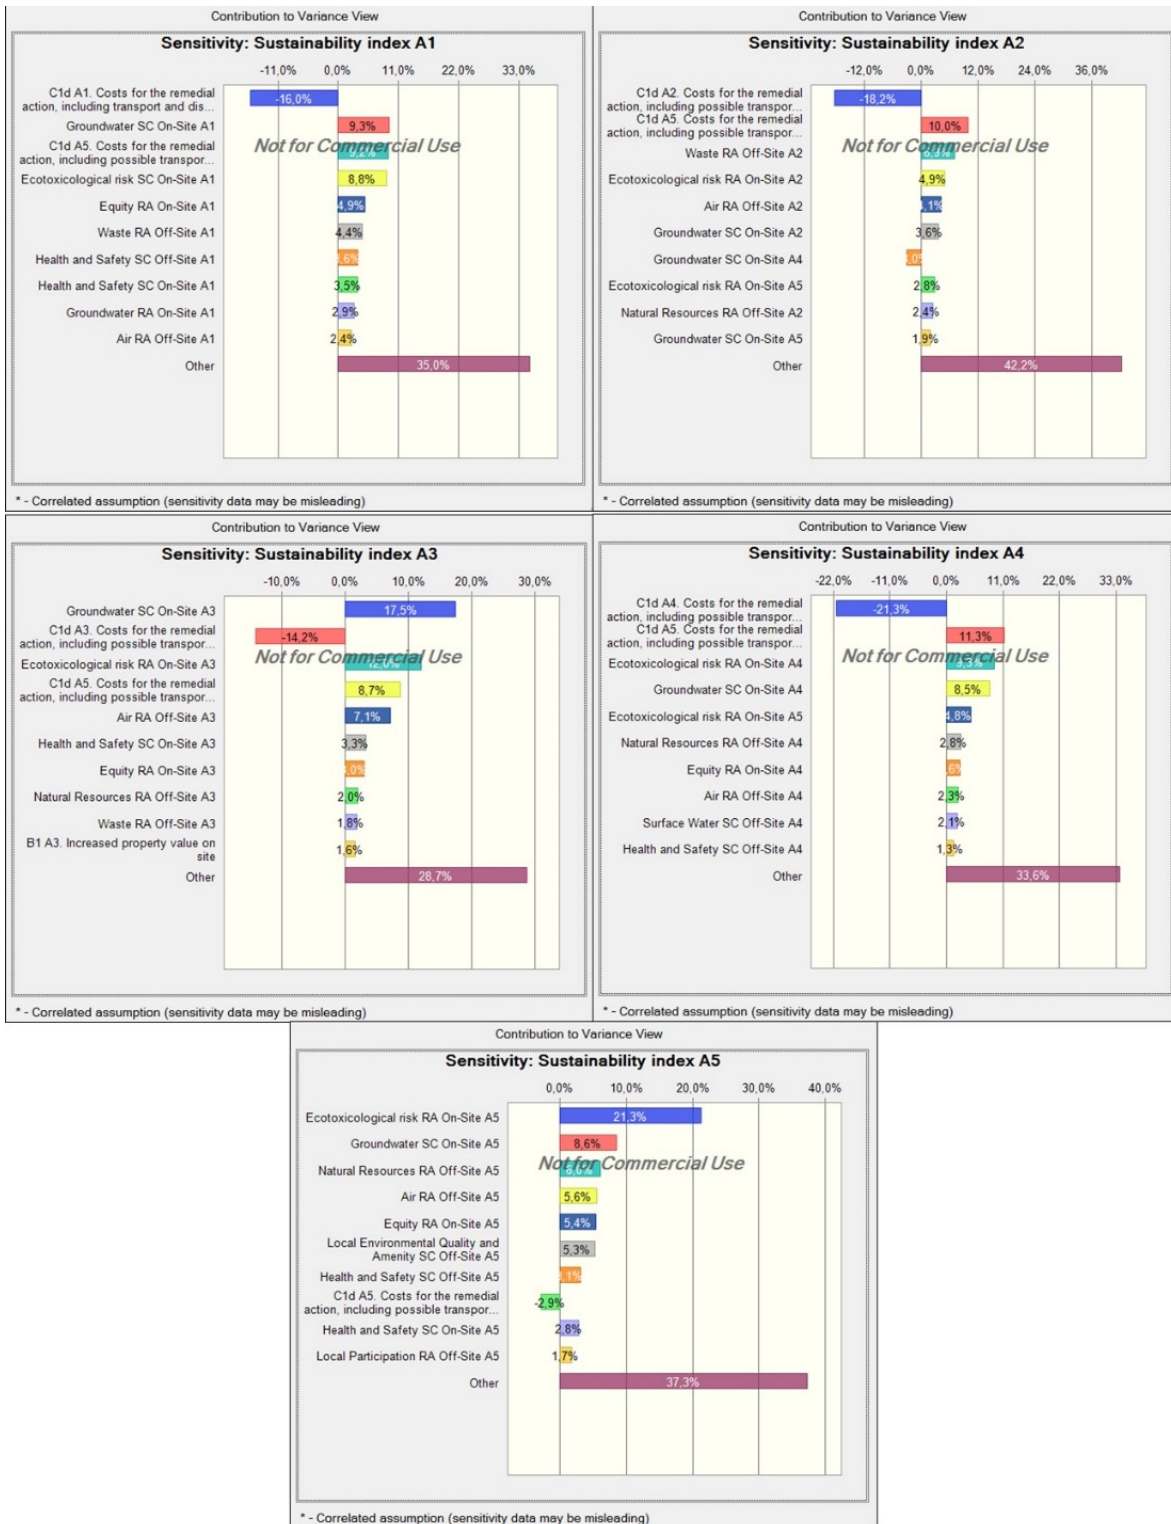 Contribution to Variance View
Sensitivity: Sustainability index A1
-11,0% 0,0% 11,0% 22,0% 33,0%
C1d A1. Costs for the remedial
action, including transport and dis...
-16,0%
Groundwater SC On-Site A1
9,3%
Not for Commercial Use
C1d A5. Costs for the remedial
action, including possible transpor...
9,2%
Ecotoxicological risk SC On-Site A1
8,8%
Equity RA On-Site A1
4,9%
Waste RA Off-Site A1
4,4%
Health and Safety SC Off-Site A1
Health and Safety SC On-Site A1
3,5%
Groundwater RA On-Site A1
2,9%
Air RA Off-Site A1
2,4%
Other
35,0%
* - Correlated assumption (sensitivity data may be misleading)
Contribution to Variance View
Sensitivity: Sustainability index A2
-12,0% 0,0% 12,0% 24,0% 36,0%
C1d A2. Costs for the remedial
action, including possible transpor...
-18,2%
C1d A5. Costs for the remedial
action, including possible transpor...
10,0%
Not for Commercial Use
Waste RA Off-Site A2
Ecotoxicological risk RA On-Site A2
4,9%
Air RA Off-Site A2
Groundwater SC On-Site A2
3,6%
Groundwater SC On-Site A4
Ecotoxicological risk RA On-Site A5
2,8%
Natural Resources RA Off-Site A2
2,4%
Groundwater SC On-Site A5
1,9%
Other
42,2%
* - Correlated assumption (sensitivity data may be misleading)
Contribution to Variance View
Sensitivity: Sustainability index A3
-10,0% 0,0% 10,0% 20,0% 30,0%
Groundwater SC On-Site A3
17,5%
C1d A3. Costs for the remedial
action, including possible transpor...
-14,2%
Not for Commercial Use
Ecotoxicological risk RA On-Site A3
12,0%
C1d A5. Costs for the remedial
action, including possible transpor...
8,7%
Air RA Off-Site A3
7,1%
Health and Safety SC On-Site A3
3,3%
Equity RA On-Site A3
Natural Resources RA Off-Site A3
2,0%
Waste RA Off-Site A3
1,8%
B1 A3. Increased property value on
site
1,6%
Other
28,7%
* - Correlated assumption (sensitivity data may be misleading)
Contribution to Variance View
Sensitivity: Sustainability index A4
-22,0% -11,0% 0,0% 11,0% 22,0% 33,0%
C1d A4. Costs for the remedial
action, including possible transpor...
-21,3%
C1d A5. Costs for the remedial
action, including possible transpor...
11,3%
Not for Commercial Use
Ecotoxicological risk RA On-Site A4
Groundwater SC On-Site A4
8,5%
Ecotoxicological risk RA On-Site A5
4,8%
Natural Resources RA Off-Site A4
2,8%
Equity RA On-Site A4
Air RA Off-Site A4
2,3%
Surface Water SC Off-Site A4
2,1%
Health and Safety SC Off-Site A4
1,3%
Other
33,6%
* - Correlated assumption (sensitivity data may be misleading)
Contribution to Variance View
Sensitivity: Sustainability index A5
0,0% 10,0% 20,0% 30,0% 40,0%
Ecotoxicological risk RA On-Site A5
21,3%
Groundwater SC On-Site A5
8,6%
Not for Commercial Use
Natural Resources RA Off-Site A5
Air RA Off-Site A5
5,6%
Equity RA On-Site A5
5,4%
Local Environmental Quality and
Amenity SC Off-Site A5
5,3%
Health and Safety SC Off-Site A5
C1d A5. Costs for the remedial
action, including possible transpor...
-2,9%
Health and Safety SC On-Site A5
2,8%
Local Participation RA Off-Site A5
1,7%
Other
37,3%
* - Correlated assumption (sensitivity data may be misleading)